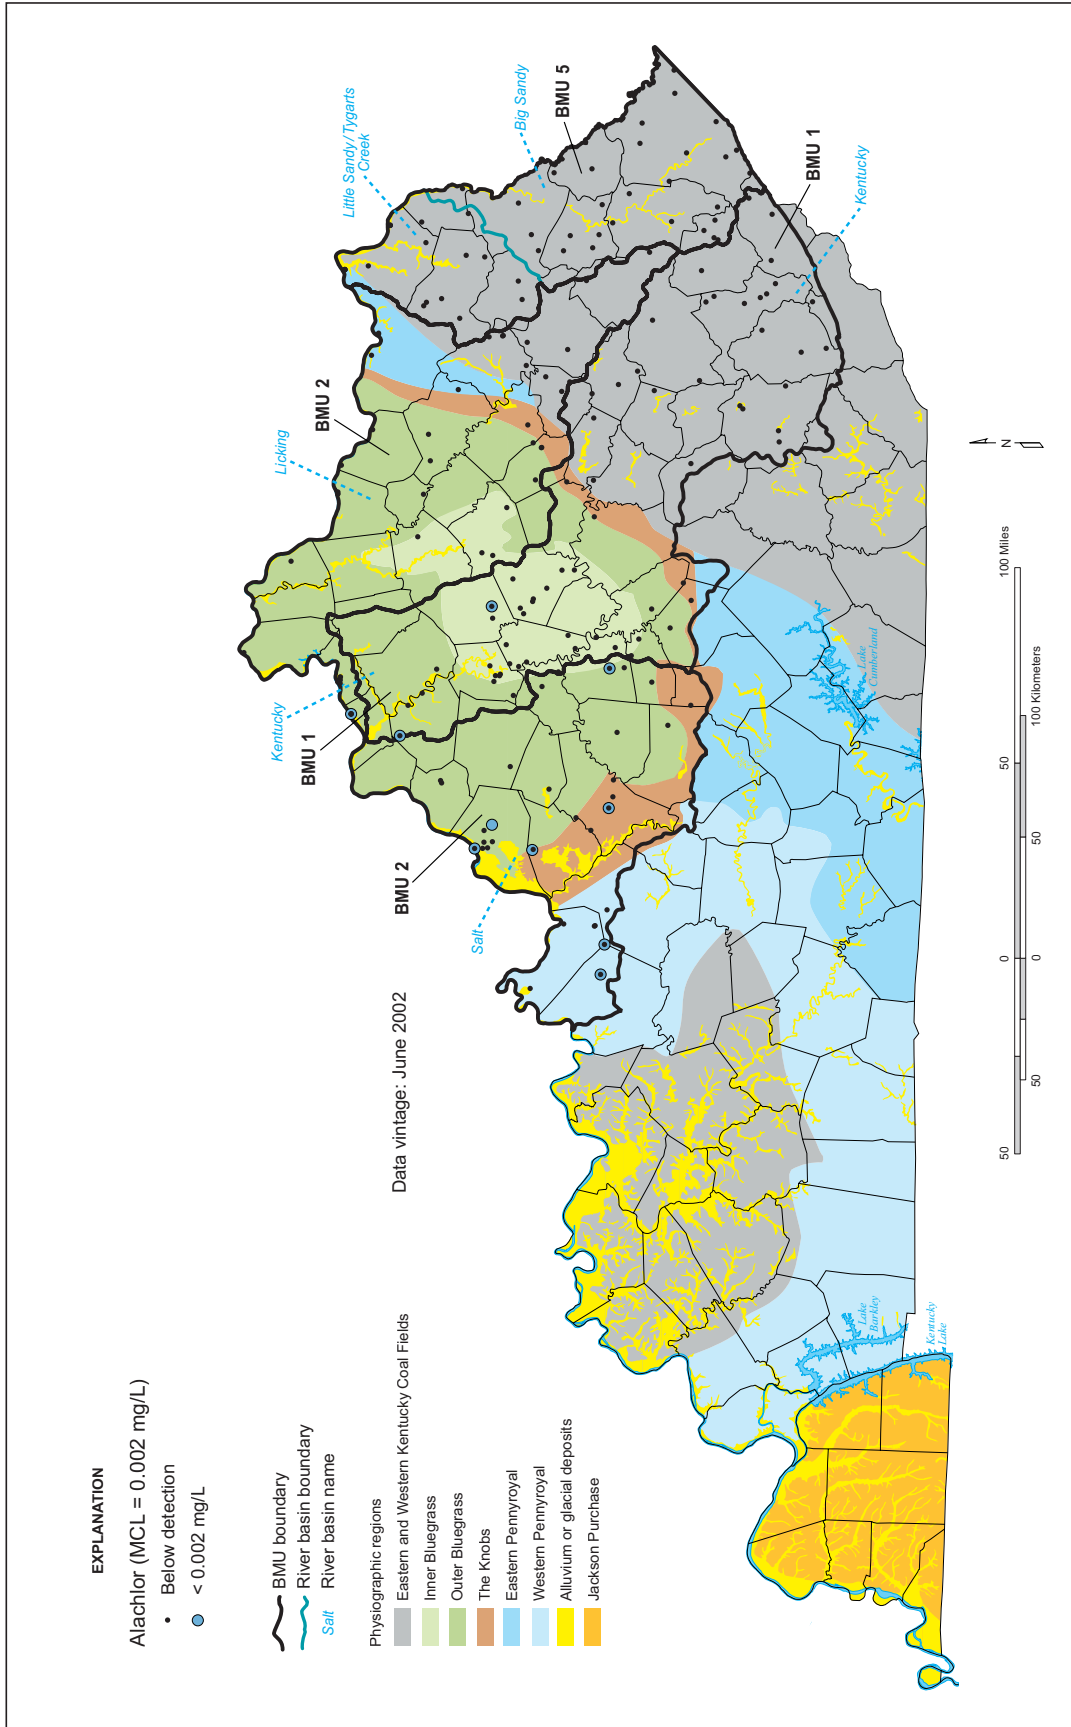 EXPLANATION
Alachlor (MCL = 0.002 mg/L)
Below detection
< 0.002 mg/L
BMU boundary
River basin boundary
Salt River basin name
Physiographic regions
Eastern and Western Kentucky Coal Fields
Inner Bluegrass
Outer Bluegrass
The Knobs
Eastern Pennyroyal
Western Pennyroyal
Alluvium or glacial deposits
Jackson Purchase
Data vintage: June 2002
Little Sandy/Tygarts
Creek
Big Sandy
BMU 5
BMU 2
Licking
BMU 1
Kentucky
Kentucky
BMU 1
BMU 2
Salt
Lake
Cumberland
Lake
Barkley
Kentucky
Lake
N
50 0 50 100 Miles
50 0 50 100 Kilometers